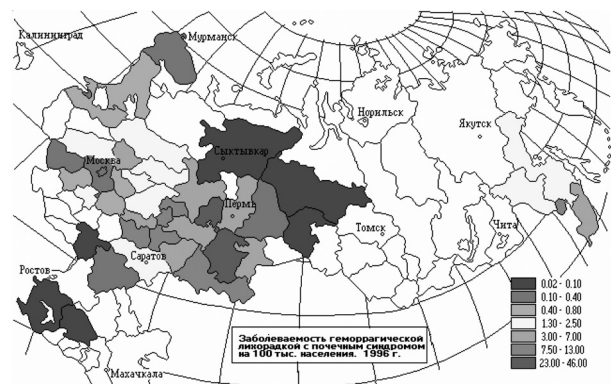 Калининград
Мурманск
Норильск
Якутск
Сыктывкар
Москва
Пермь
Томск
Чита
Саратов
Ростов
Махачкала
0.02 - 0.10
0.10 - 0.40
0.40 - 0.80
1.30 - 2.50
3.00 - 7.00
7.50 - 13.00
23.00 - 46.00
Заболеваемость геморрагической
лихорадкой с почечным синдромом
на 100 тыс. населения. 1996 г.